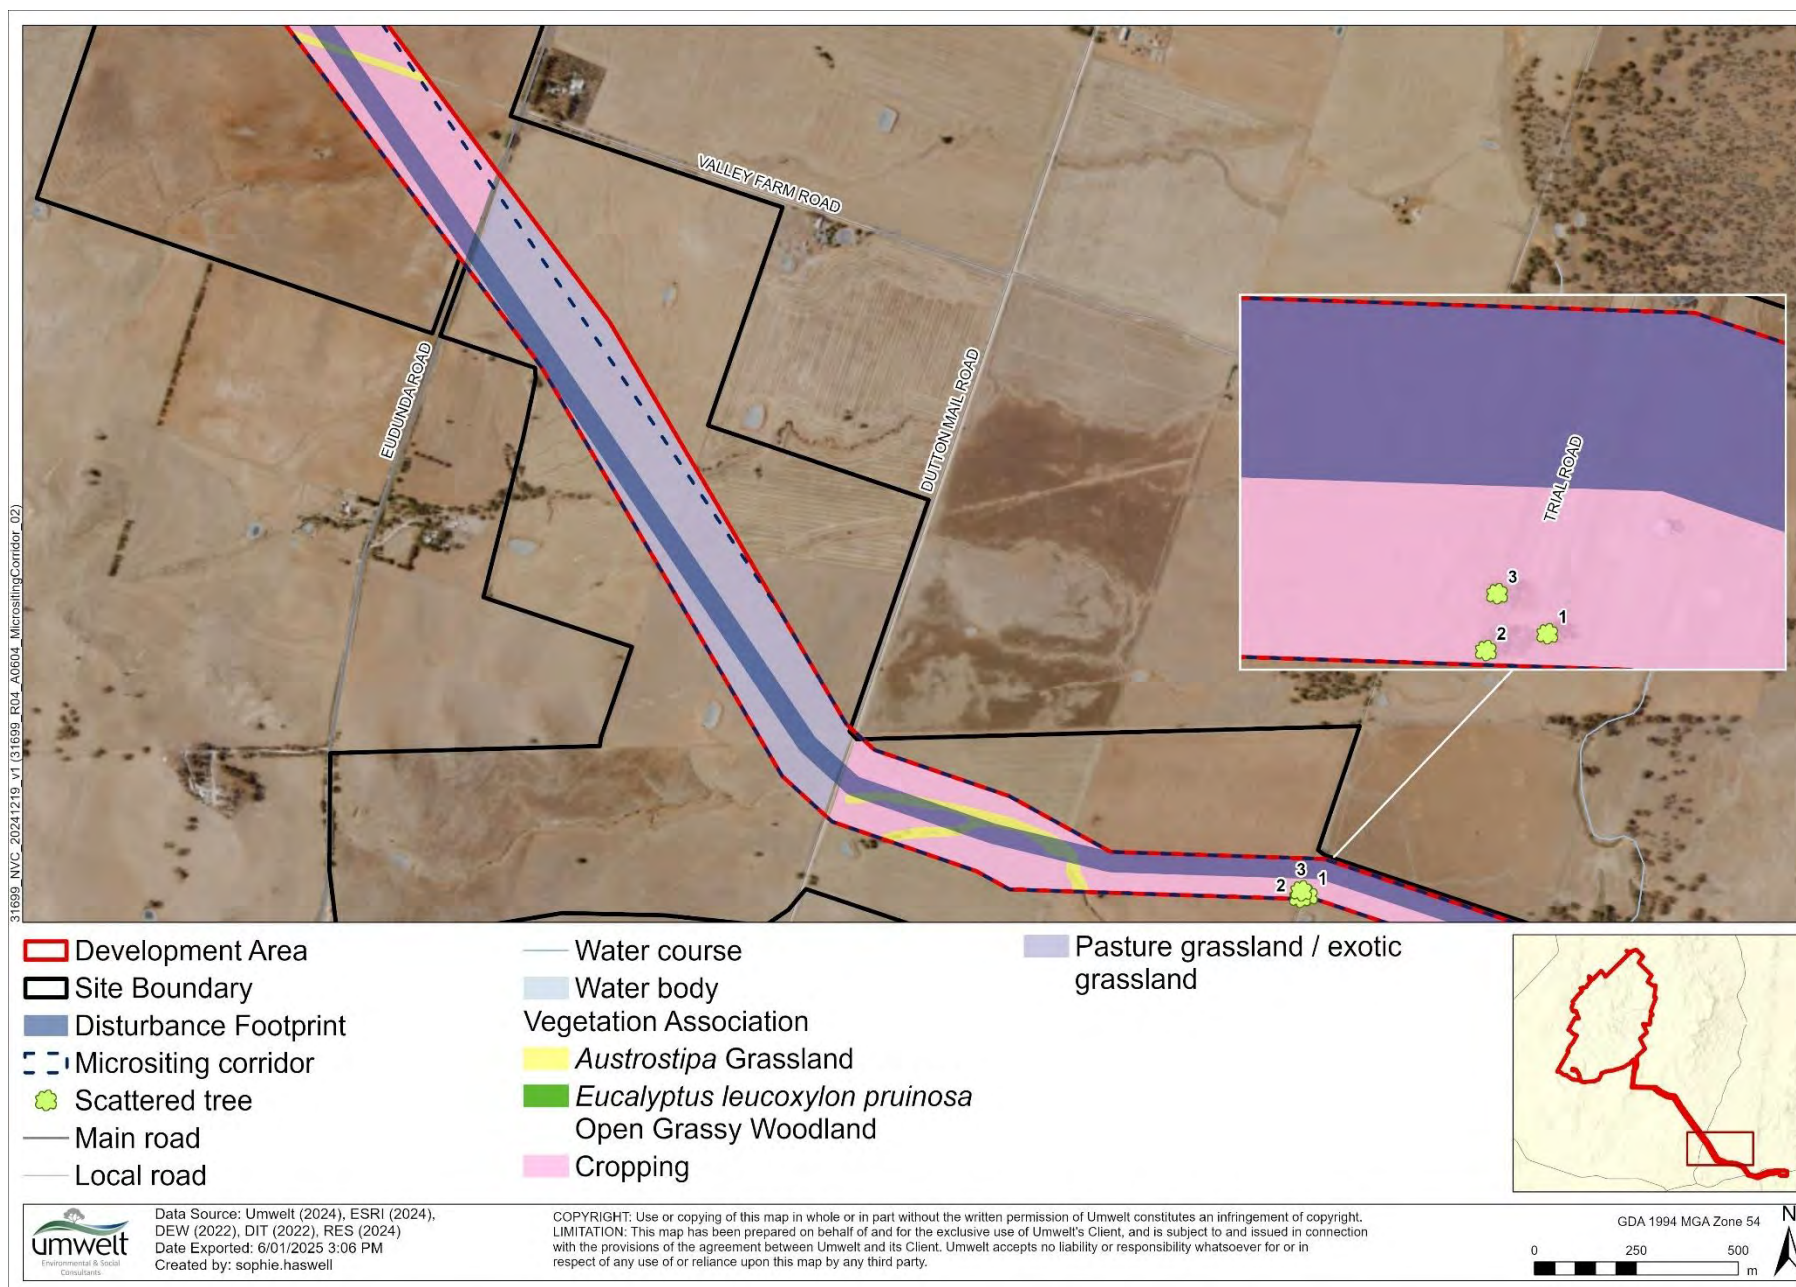 31699_NVC_20241219_v1 (31699_R04_A0604_MicrositingCorridor_02)
VALLEY FARM ROAD
EUDUNDA ROAD
DUTTON MAIL ROAD
TRIAL ROAD
3
1
2
3
2
1
Development Area
Site Boundary
Disturbance Footprint
Micrositing corridor
Scattered tree
Main road
Local road
Water course
Water body
Vegetation Association
Austrostipa Grassland
Eucalyptus leucoxylon pruinosa
Open Grassy Woodland
Cropping
Pasture grassland / exotic
grassland
umwelt
Environmental & Social
Consultants
Data Source: Umwelt (2024), ESRI (2024),
DEW (2022), DIT (2022), RES (2024)
Date Exported: 6/01/2025 3:06 PM
Created by: sophie.haswell
COPYRIGHT: Use or copying of this map in whole or in part without the written permission of Umwelt constitutes an infringement of copyright.
LIMITATION: This map has been prepared on behalf of and for the exclusive use of Umwelt's Client, and is subject to and issued in connection
with the provisions of the agreement between Umwelt and its Client. Umwelt accepts no liability or responsibility whatsoever for or in
respect of any use of or reliance upon this map by any third party.
GDA 1994 MGA Zone 54
N
0 250 500
m